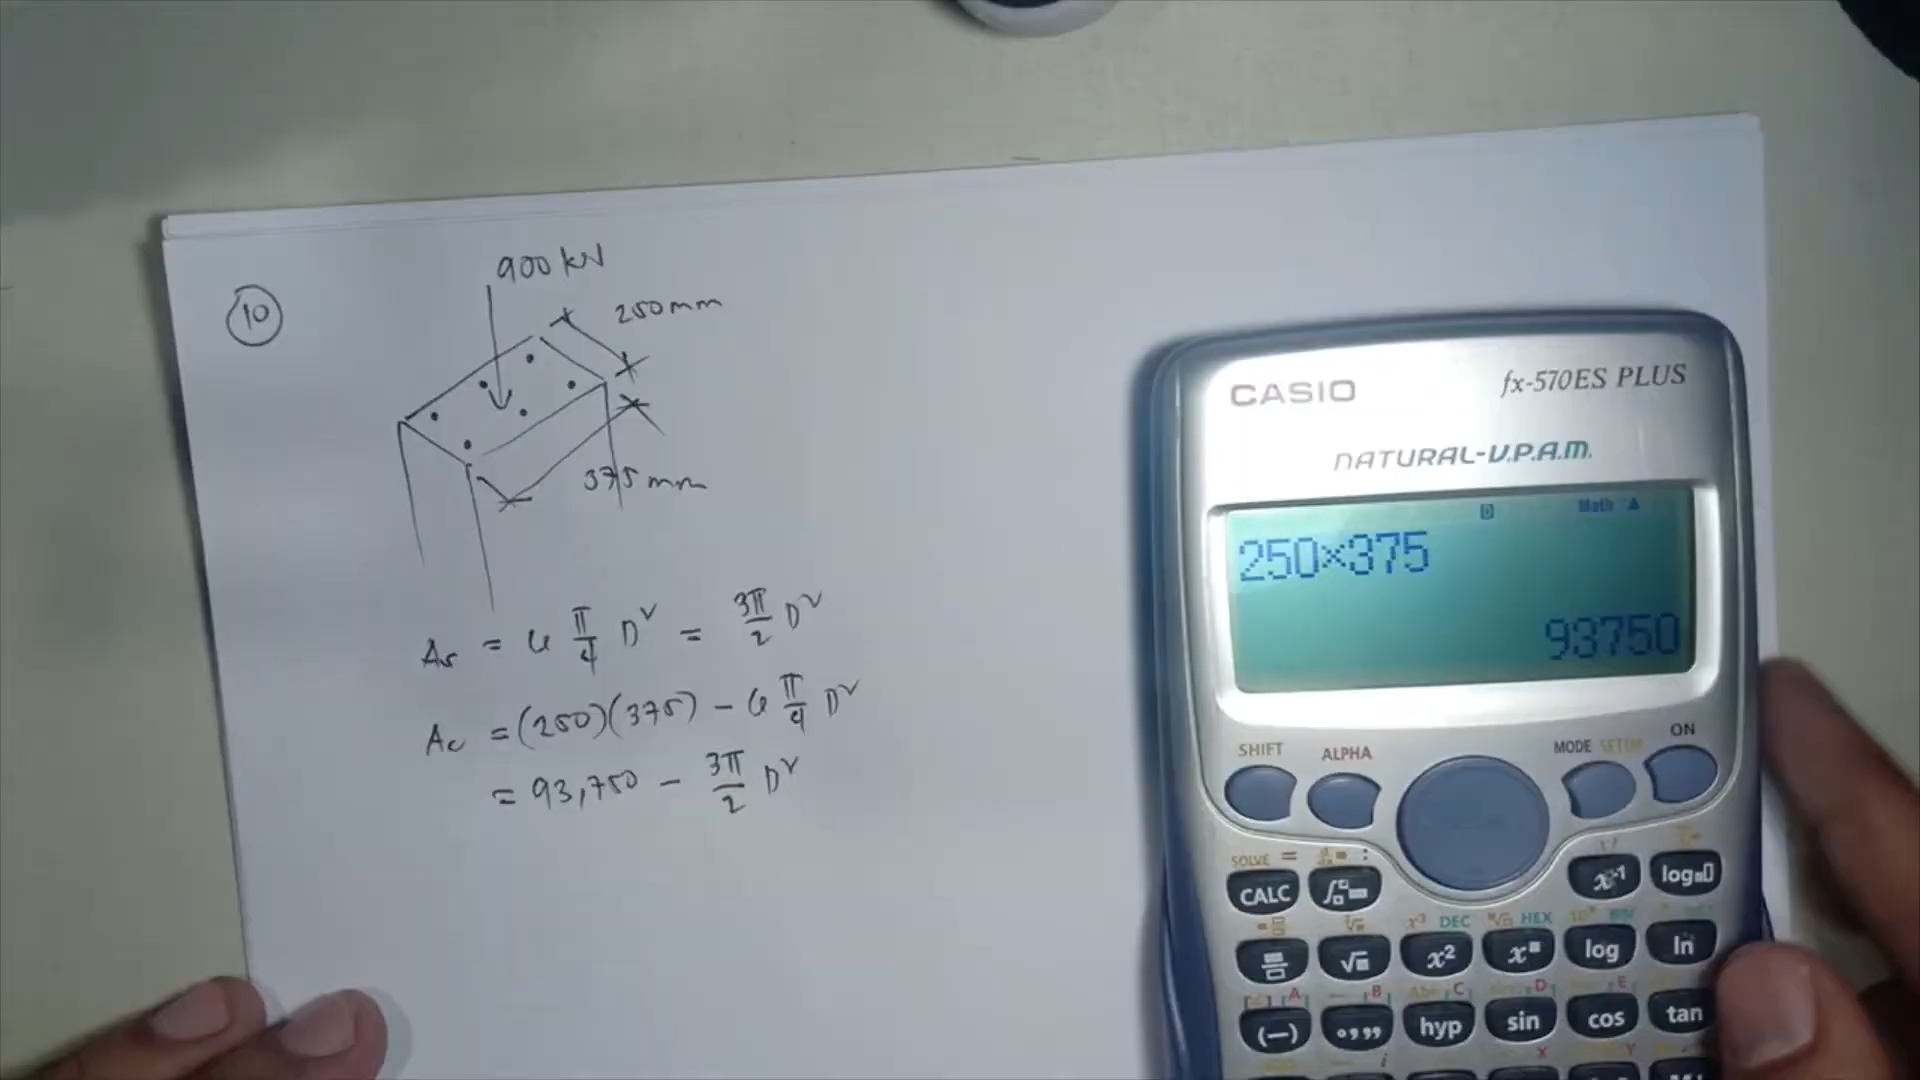 10
900 kN
250 mm
375 mm
As = 6 π/4 D² = 3π/2 D²
Ac = (250)(375) - 6 π/4 D²
= 93,750 - 3π/2 D²
CASIO fx-570ES PLUS
NATURAL-V.P.A.M.
D Math ▲
250×375
93750
SHIFT ALPHA MODE SETUP ON
SOLVE = :
CALC x⁻¹ log
x³ DEC HEX BIN
√ x² x log ln
A B C D E
(-) °,,, hyp sin cos tan
i X Y